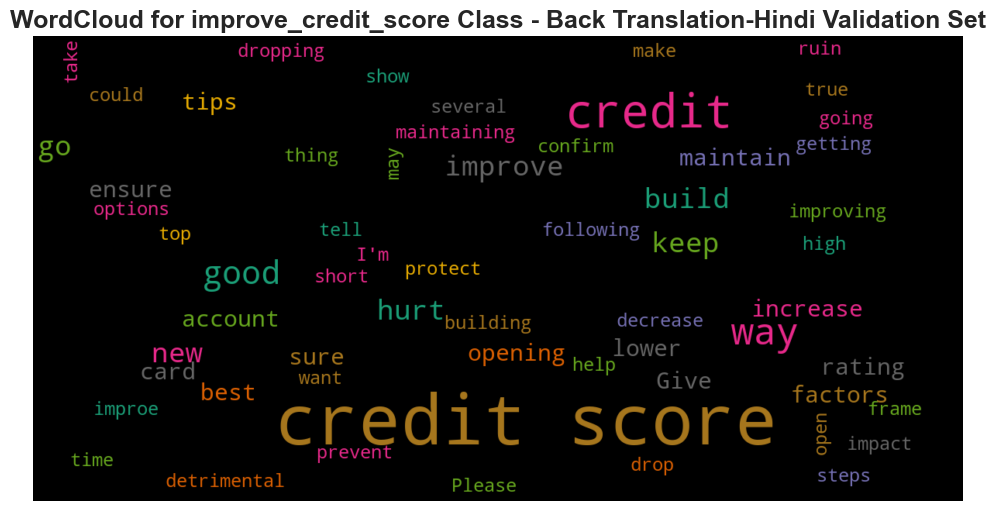 WordCloud for improve_credit_score Class - Back Translation-Hindi Validation Set
take
dropping
show
make
ruin
could
tips
several
credit
true
going
maintaining
go
thing
may
confirm
improve
maintain
getting
ensure
options
build
improving
top
tell
following
keep
high
I'm
short
protect
good
hurt
increase
account
building
decrease
way
new
card
sure
opening
lower
help
rating
want
best
Give
factors
improe
credit score
frame
open
impact
time
prevent
drop
detrimental
Please
steps